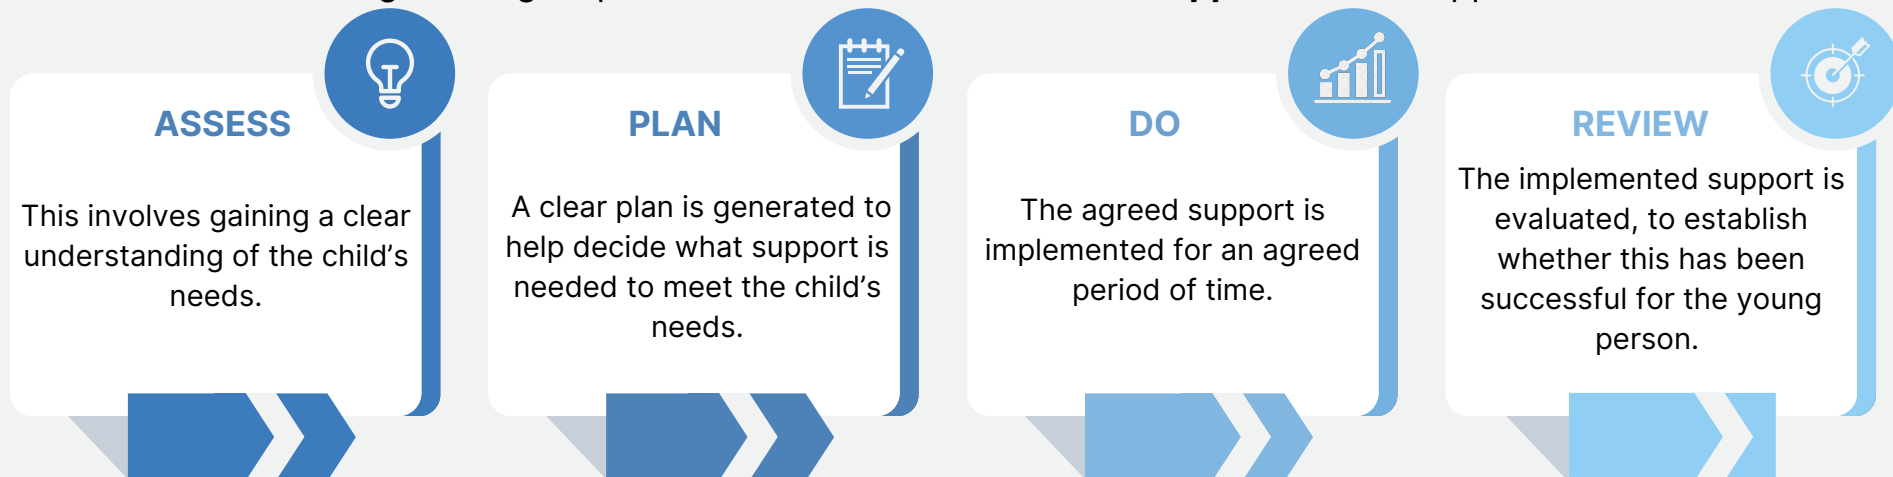 ASSESS
This involves gaining a clear
understanding of the child’s
needs.
PLAN
A clear plan is generated to
help decide what support is
needed to meet the child’s
needs.
DO
The agreed support is
implemented for an agreed
period of time.
REVIEW
The implemented support is
evaluated, to establish
whether this has been
successful for the young
person.